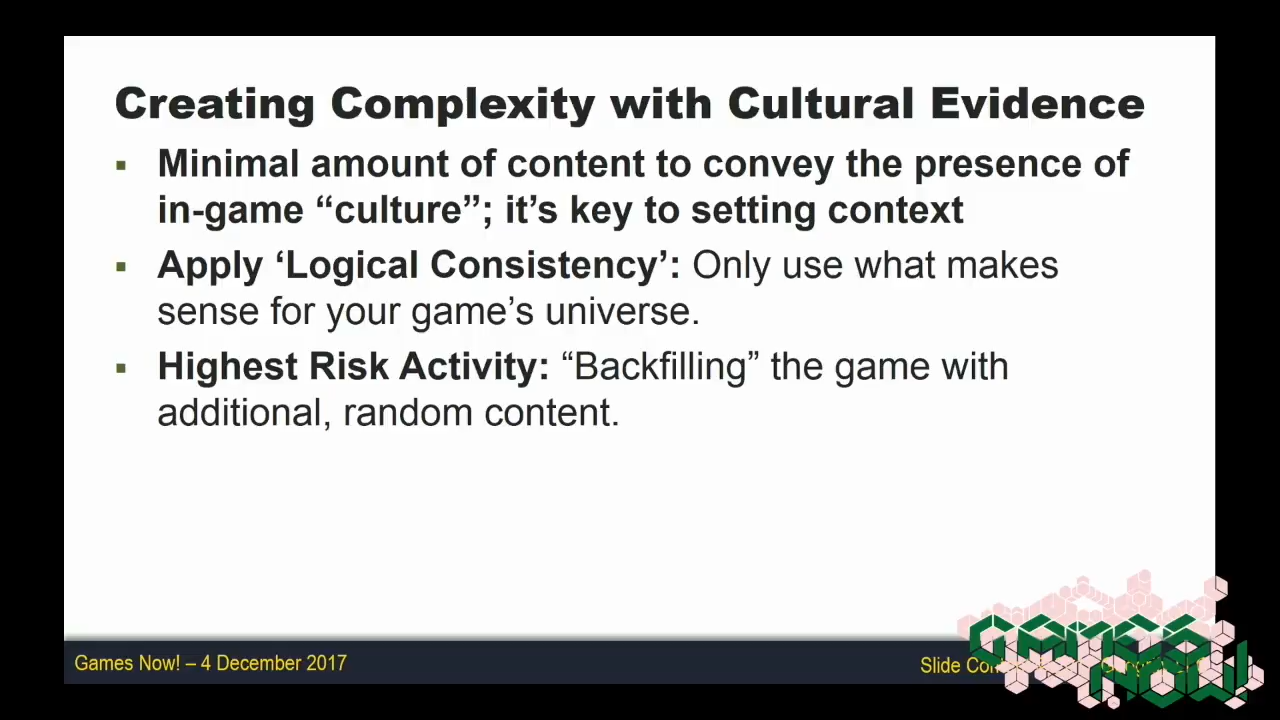 Creating Complexity with Cultural Evidence
▪ Minimal amount of content to convey the presence of
in-game “culture”; it’s key to setting context
▪ Apply ‘Logical Consistency’: Only use what makes
sense for your game’s universe.
▪ Highest Risk Activity: “Backfilling” the game with
additional, random content.
Games Now! – 4 December 2017
Slide
GAMES
NOW!